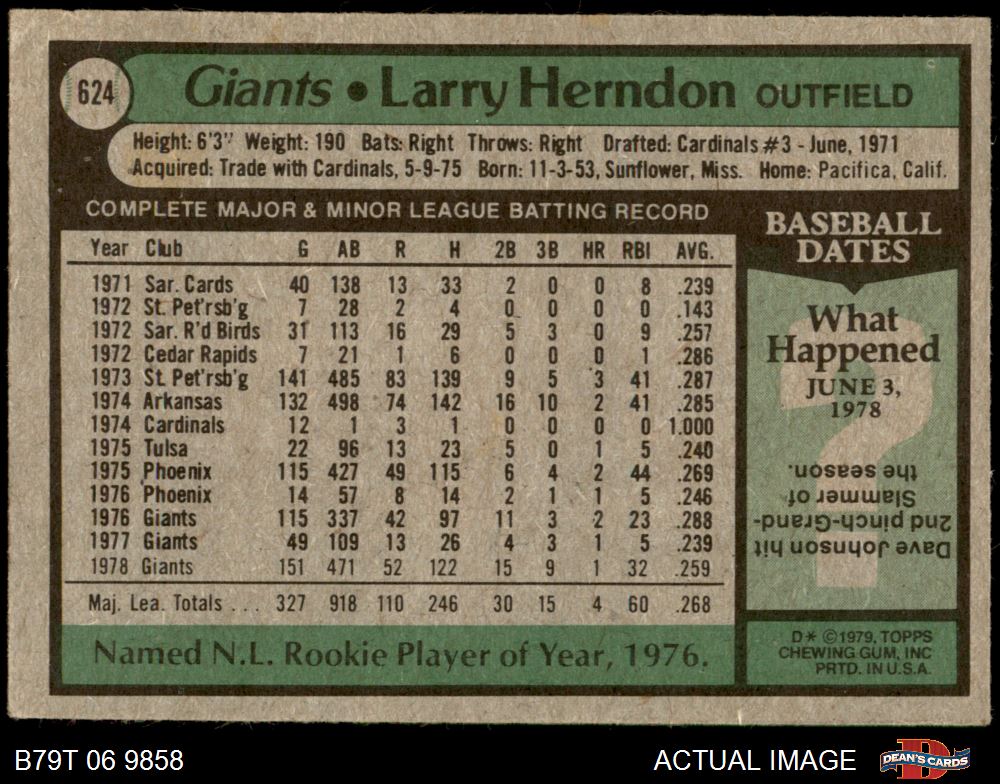 624
Giants • Larry Herndon OUTFIELD
Height: 6'3" Weight: 190 Bats: Right Throws: Right Drafted: Cardinals #3 - June, 1971
Acquired: Trade with Cardinals, 5-9-75 Born: 11-3-53, Sunflower, Miss. Home: Pacifica, Calif.
COMPLETE MAJOR & MINOR LEAGUE BATTING RECORD
Year Club G AB R H 2B 3B HR RBI AVG.
1971 Sar. Cards 40 138 13 33 2 0 0 8 .239
1972 St. Pet'rsb'g 7 28 2 4 0 0 0 0 .143
1972 Sar. R'd Birds 31 113 16 29 5 3 0 9 .257
1972 Cedar Rapids 7 21 1 6 0 0 0 1 .286
1973 St. Pet'rsb'g 141 485 83 139 9 5 3 41 .287
1974 Arkansas 132 498 74 142 16 10 2 41 .285
1974 Cardinals 12 1 3 1 0 0 0 0 1.000
1975 Tulsa 22 96 13 23 5 0 1 5 .240
1975 Phoenix 115 427 49 115 6 4 2 44 .269
1976 Phoenix 14 57 8 14 2 1 1 5 .246
1976 Giants 115 337 42 97 11 3 2 23 .288
1977 Giants 49 109 13 26 4 3 1 5 .239
1978 Giants 151 471 52 122 15 9 1 32 .259
Maj. Lea. Totals . . . 327 918 110 246 30 15 4 60 .268
Named N.L. Rookie Player of Year, 1976.
BASEBALL
DATES
What
Happened
JUNE 3,
1978
?
Dave Johnson hit
2nd pinch-Grand-
Slammer of
the season.
D* ©1979, TOPPS
CHEWING GUM, INC
PRTD. IN U.S.A.
B79T 06 9858
ACTUAL IMAGE
D
DEAN'S CARDS